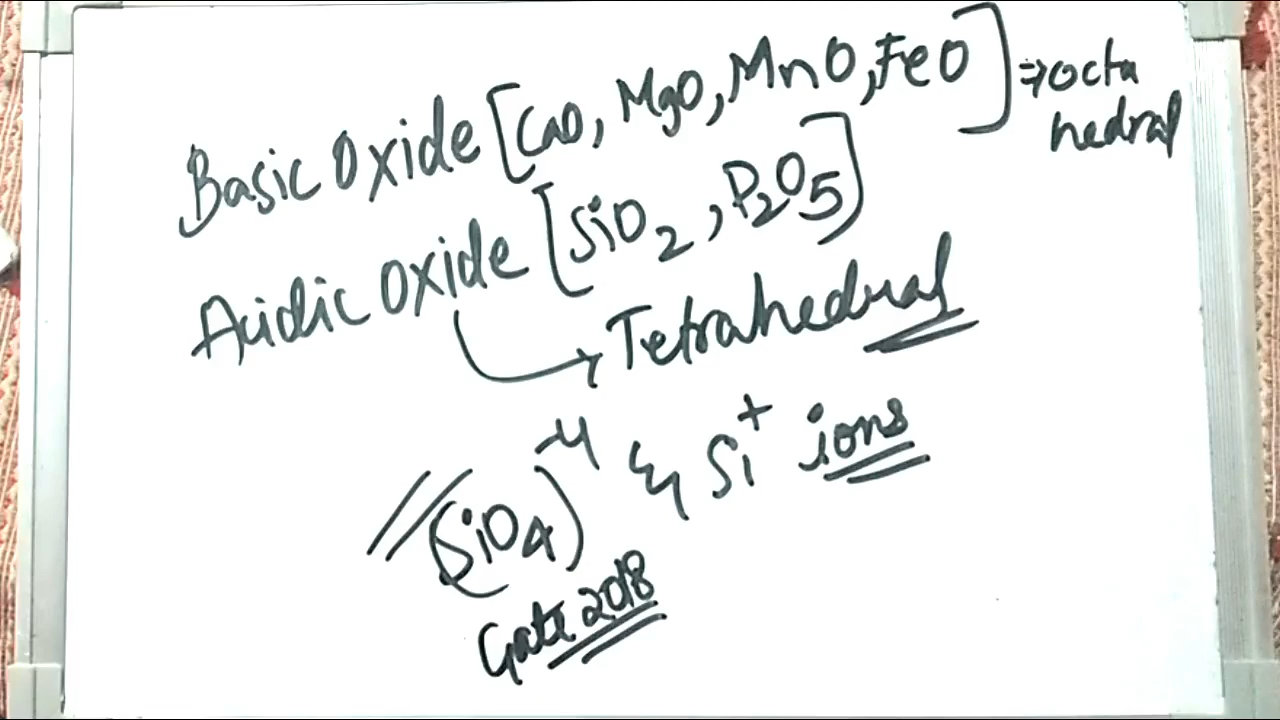 Basic Oxide [CaO, MgO, MnO, FeO] ⇒ octa
hedral
Acidic Oxide [SiO2, P2O5]
→ Tetrahedral
(SiO4)-4 & Si+ ions
Gate 2018